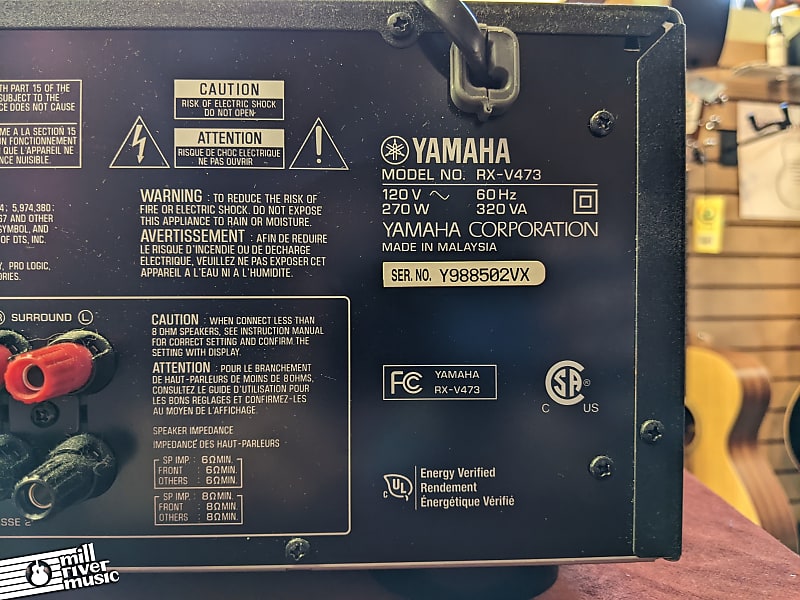 TH PART 15 OF THE
SUBJECT TO THE
CE DOES NOT CAUSE
ME A LA SECTION 15
ON FONCTIONNEMENT
QUE L'APPAREIL NE
ANCE NUISIBLE.
4; 5,974,380;
67 AND OTHER
SYMBOL, AND
OF DTS, INC.
Y, PRO LOGIC,
ORIES.
CAUTION
RISK OF ELECTRIC SHOCK
DO NOT OPEN
ATTENTION
RISQUE DE CHOC ELECTRIQUE
NE PAS OUVRIR
WARNING : TO REDUCE THE RISK OF
FIRE OR ELECTRIC SHOCK. DO NOT EXPOSE
THIS APPLIANCE TO RAIN OR MOISTURE.
AVERTISSEMENT : AFIN DE REDUIRE
LE RISQUE D'INCENDIE OU DE DECHARGE
ELECTRIQUE, VEUILLEZ NE PAS EXPOSER CET
APPAREIL A L'EAU NI A L'HUMIDITE.
YAMAHA
MODEL NO. RX-V473
120 V ~ 60 Hz
270 W 320 VA
YAMAHA CORPORATION
MADE IN MALAYSIA
SER. NO. Y988502VX
R SURROUND L
CAUTION : WHEN CONNECT LESS THAN
8 OHM SPEAKERS, SEE INSTRUCTION MANUAL
FOR CORRECT SETTING AND CONFIRM THE
SETTING WITH DISPLAY.
ATTENTION : POUR LE BRANCHEMENT
DE HAUT-PARLEURS DE MOINS DE 8 OHMS,
CONSULTEZ LE GUIDE D'UTILISATION POUR
LES BONS REGLAGES ET CONFIRMEZ-LES
AU MOYEN DE L'AFFICHAGE.
SPEAKER IMPEDANCE
IMPEDANCE DES HAUT-PARLEURS
SP IMP. : 6ΩMIN.
FRONT : 6ΩMIN.
OTHERS : 6ΩMIN.
SP IMP. : 8ΩMIN.
FRONT : 8ΩMIN.
OTHERS : 8ΩMIN.
SSE 2
FC YAMAHA
RX-V473
CSA ®
C US
c UL
Energy Verified
Rendement
Énergétique Vérifié
mill
river
music